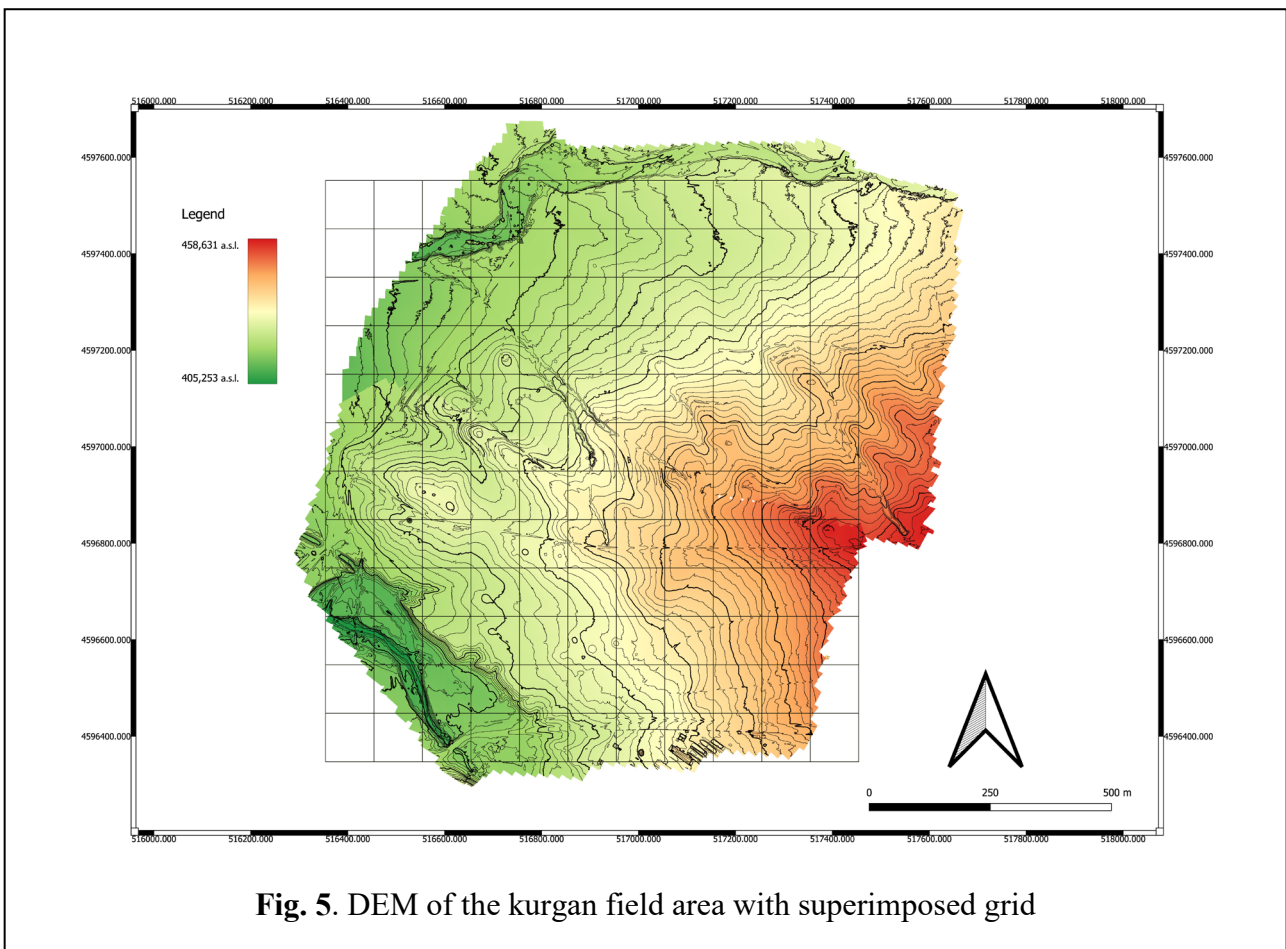 516000.000 516200.000 516400.000 516600.000 516800.000 517000.000 517200.000 517400.000 517600.000 517800.000 518000.000
4597600.000 4597600.000
Legend
458,631 a.s.l.
4597400.000 4597400.000
405,253 a.s.l.
4597200.000 4597200.000
4597000.000 4597000.000
4596800.000 4596800.000
4596600.000 4596600.000
4596400.000 4596400.000
0 250 500 m
516000.000 516200.000 516400.000 516600.000 516800.000 517000.000 517200.000 517400.000 517600.000 517800.000 518000.000
Fig. 5. DEM of the kurgan field area with superimposed grid